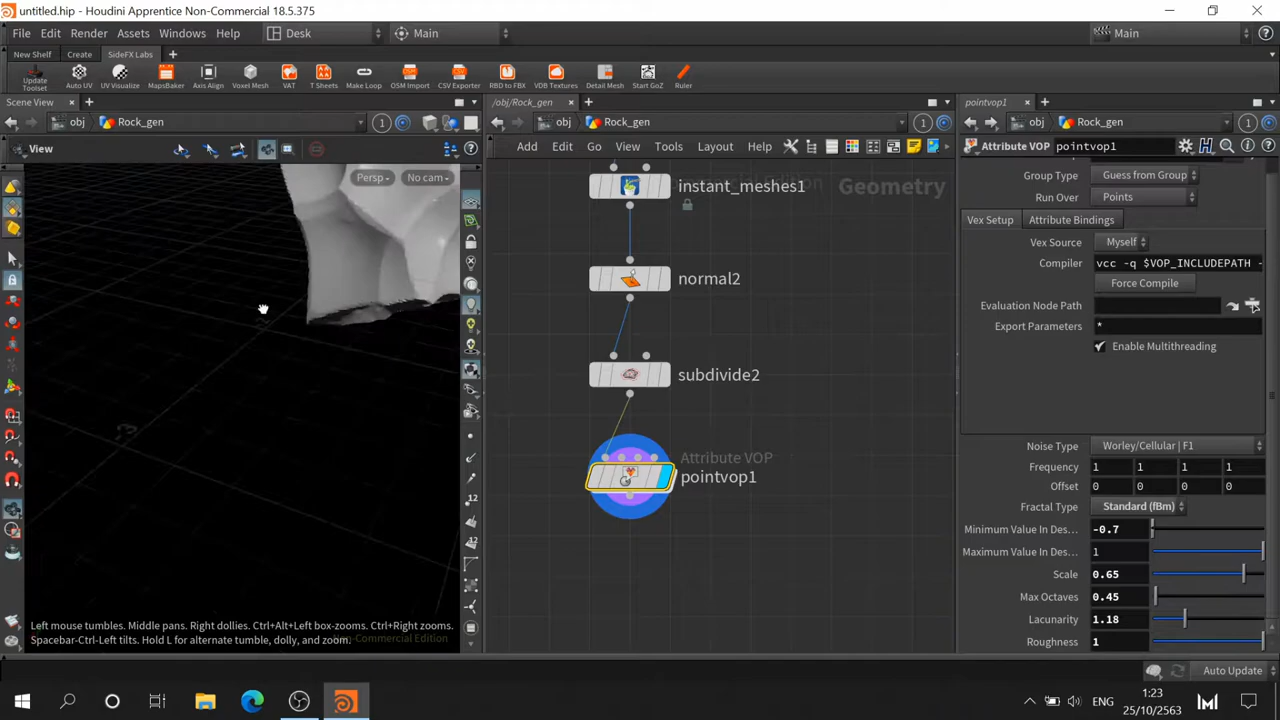 untitled.hip - Houdini Apprentice Non-Commercial 18.5.375
File Edit Render Assets Windows Help Desk Main Main
New Shelf Create SideFX Labs
Update Toolset Auto UV UV Visualize MapsBaker Axis Align Voxel Mesh VAT T Sheets Make Loop OSM Import CSV Exporter RBD to FBX VDB Textures Detail Mesh Start GoZ Ruler
Scene View /obj/Rock_gen pointvop1
obj Rock_gen 1 obj Rock_gen 1 obj Rock_gen 1
View Add Edit Go View Tools Layout Help Attribute VOP pointvop1
Persp No cam
instant_meshes1
Geometry
normal2
subdivide2
Attribute VOP
pointvop1
12
12
Left mouse tumbles. Middle pans. Right dollies. Ctrl+Alt+Left box-zooms. Ctrl+Right zooms.
Spacebar-Ctrl-Left tilts. Hold L for alternate tumble, dolly, and zoom.
Group Type Guess from Group
Run Over Points
Vex Setup Attribute Bindings
Vex Source Myself
Compiler vcc -q $VOP_INCLUDEPATH -
Force Compile
Evaluation Node Path
Export Parameters *
Enable Multithreading
Noise Type Worley/Cellular | F1
Frequency 1 1 1 1
Offset 0 0 0 0
Fractal Type Standard (fBm)
Minimum Value In Des... -0.7
Maximum Value In Des... 1
Scale 0.65
Max Octaves 0.45
Lacunarity 1.18
Roughness 1
Auto Update
ENG 1:23
25/10/2563